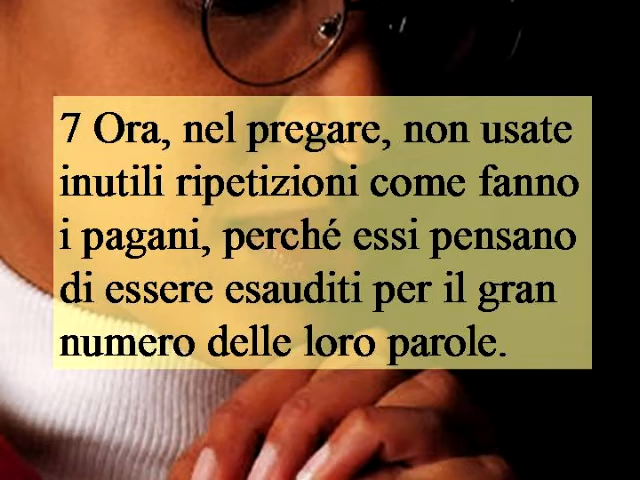 7 Ora, nel pregare, non usate
inutili ripetizioni come fanno
i pagani, perché essi pensano
di essere esauditi per il gran
numero delle loro parole.